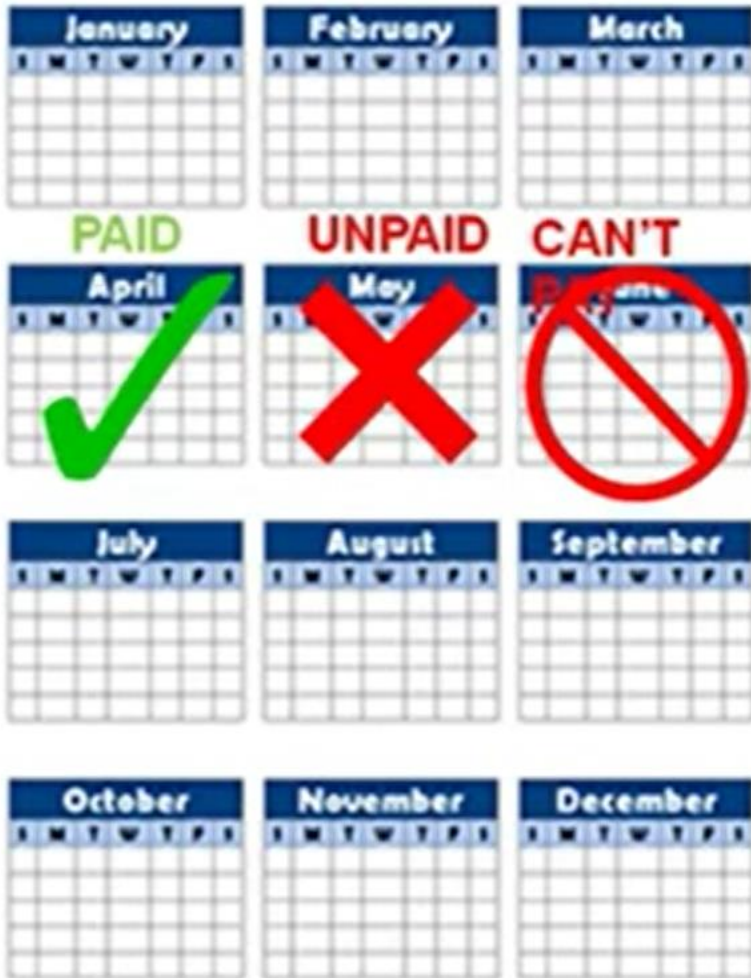 January February March
S M T W T F S S M T W T F S S M T W T F S
PAID UNPAID CAN'T
April May
S M T W T F S
July August September
S M T W T F S S M T W T F S S M T W T F S
October November December
S M T W T F S S M T W T F S S M T W T F S